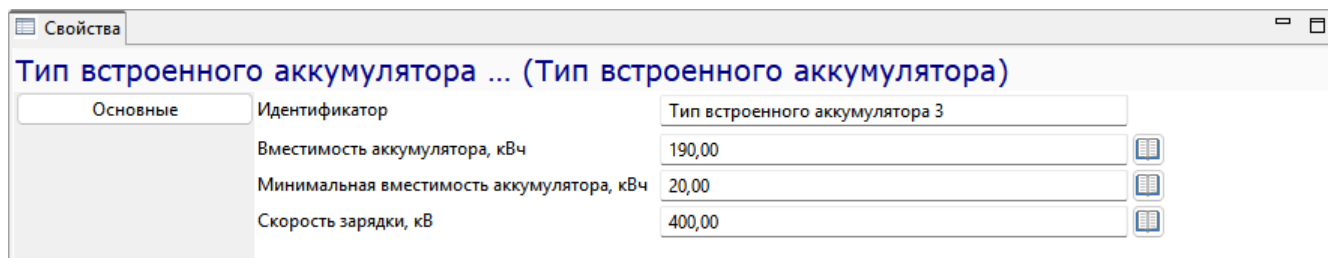 Свойства
Тип встроенного аккумулятора ... (Тип встроенного аккумулятора)
Основные
Идентификатор Тип встроенного аккумулятора 3
Вместимость аккумулятора, кВч 190,00
Минимальная вместимость аккумулятора, кВч 20,00
Скорость зарядки, кВ 400,00